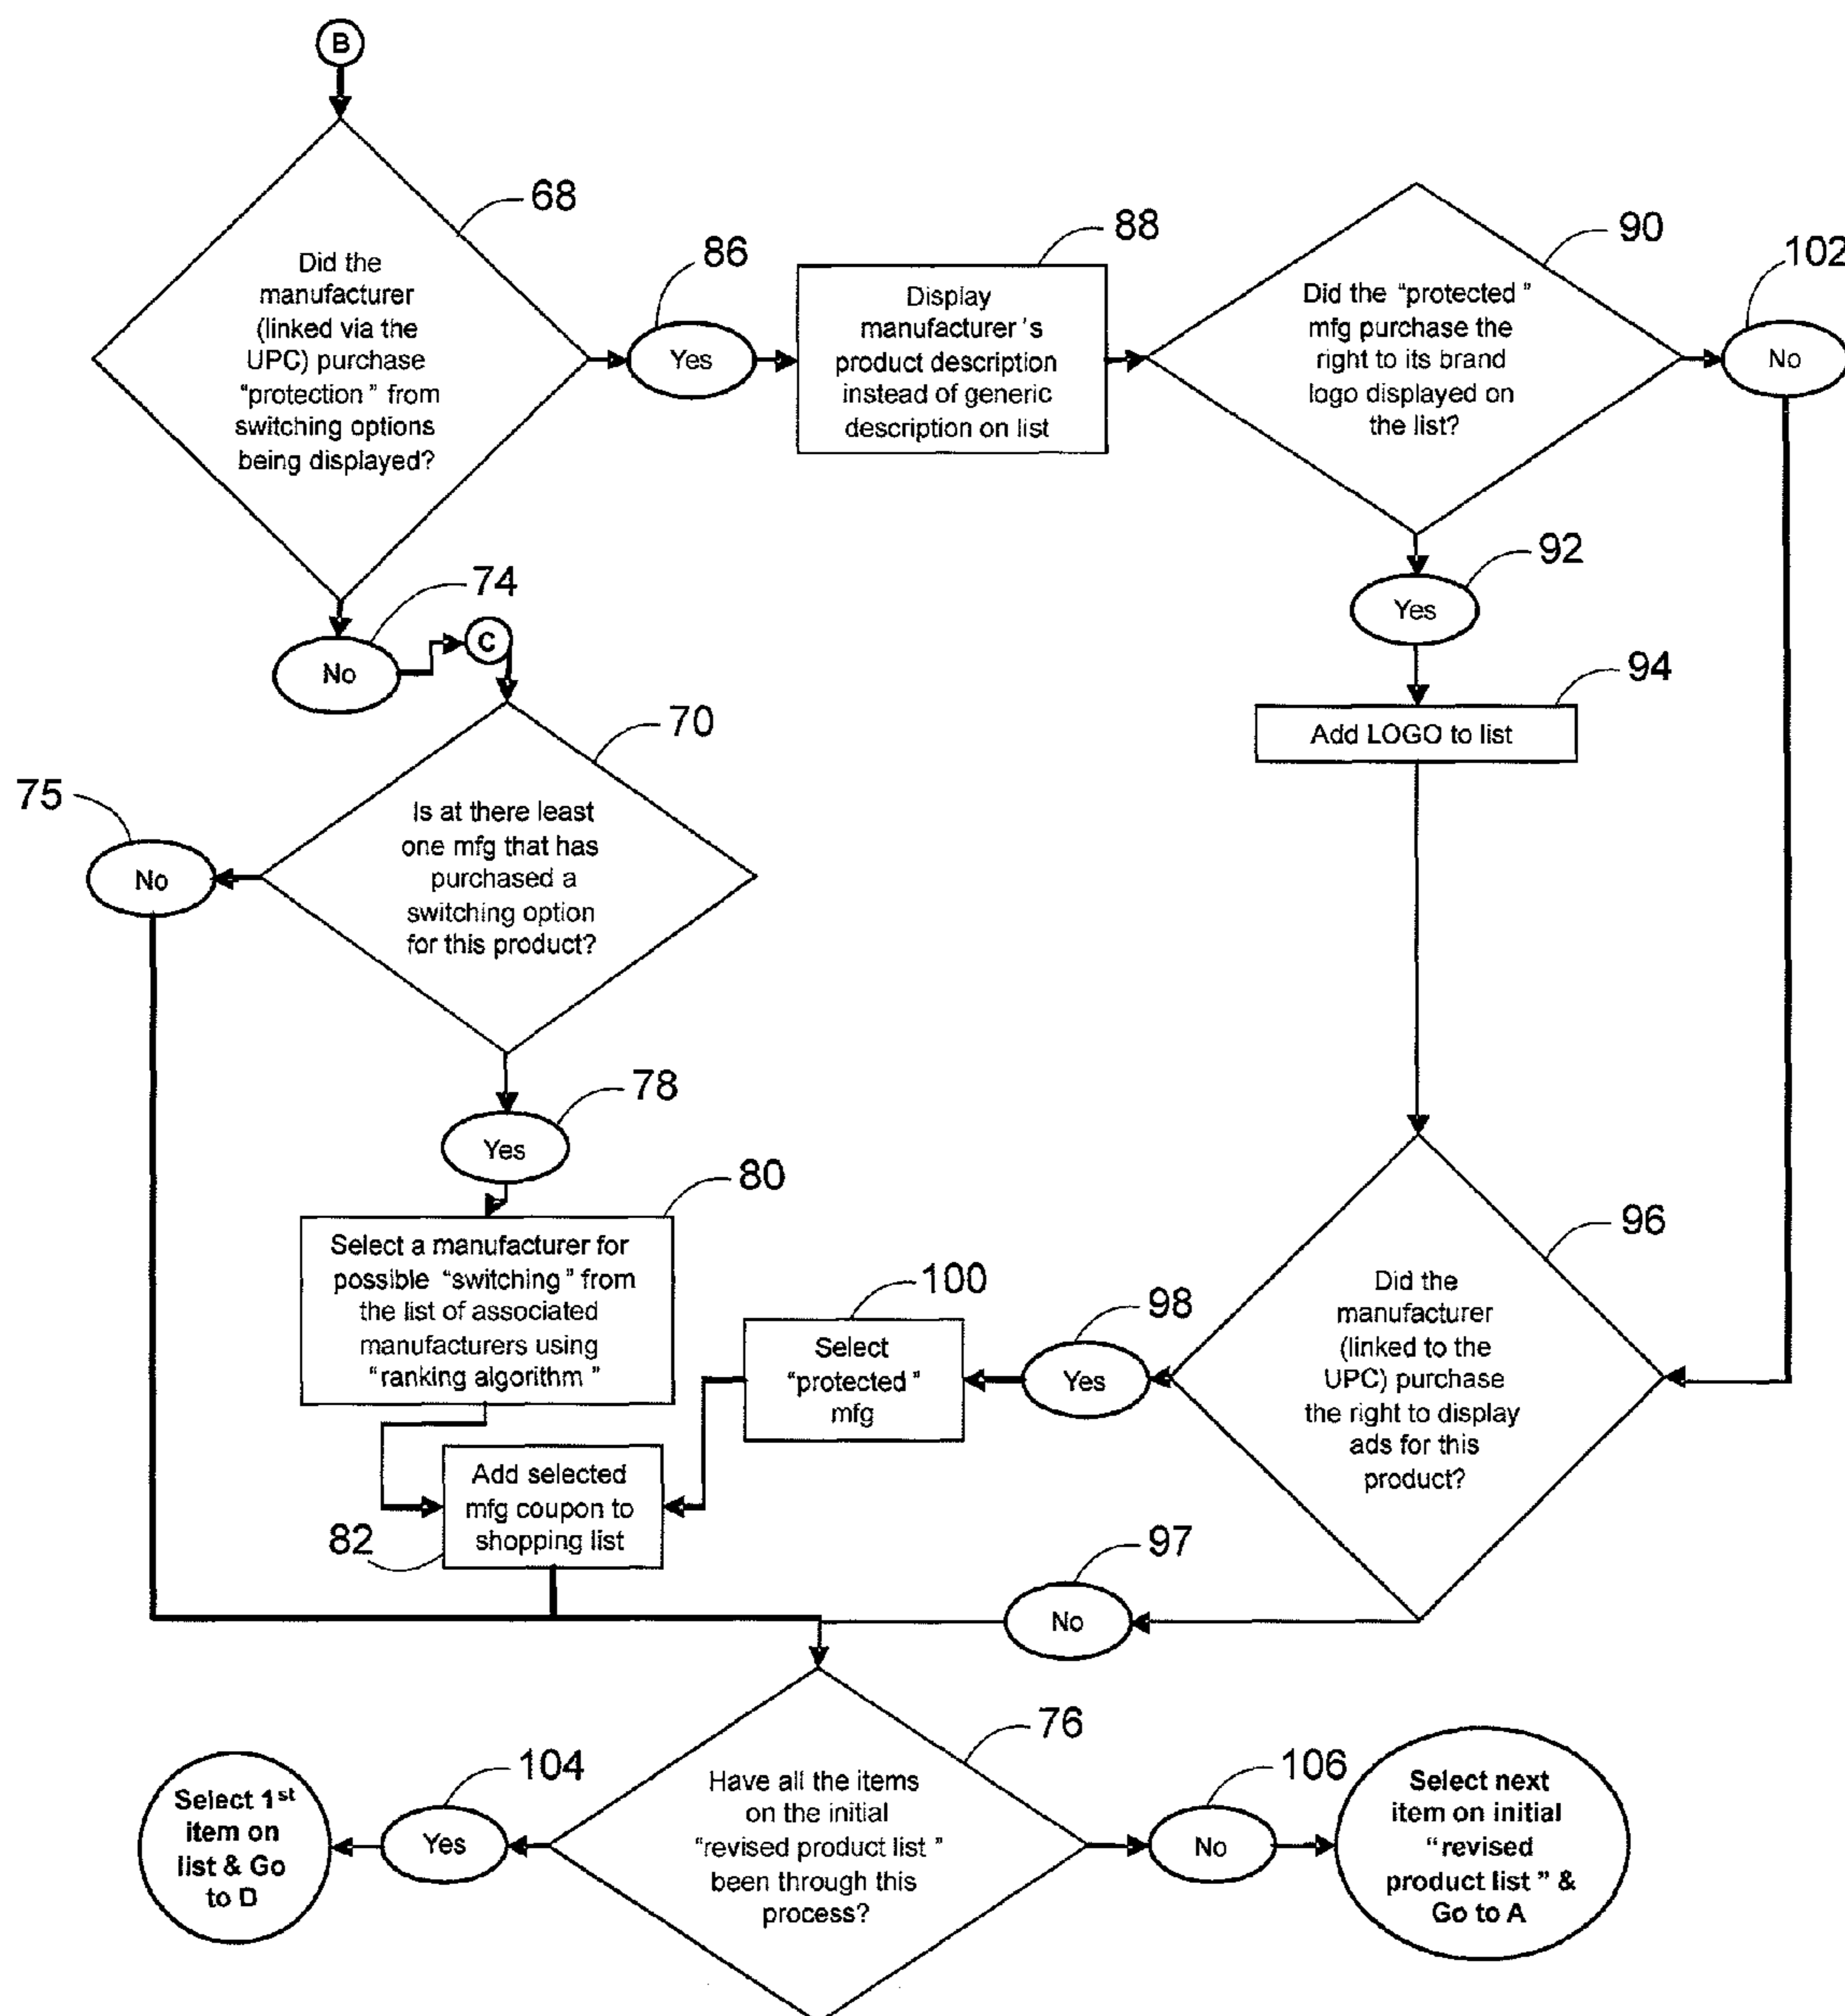 B
68
Did the
manufacturer
(linked via the
UPC) purchase
“protection ” from
switching options
being displayed?
86
Yes
88
Display
manufacturer ’s
product description
instead of generic
description on list
90
Did the “protected ”
mfg purchase the
right to its brand
logo displayed on
the list?
102
No
92
Yes
94
Add LOGO to list
74
No
C
70
Is at there least
one mfg that has
purchased a
switching option
for this product?
75
No
78
Yes
80
Select a manufacturer for
possible “switching ” from
the list of associated
manufacturers using
“ranking algorithm ”
96
Did the
manufacturer
(linked to the
UPC) purchase
the right to display
ads for this
product?
98
Yes
100
Select
“protected ”
mfg
82
Add selected
mfg coupon to
shopping list
97
No
76
Have all the items
on the initial
“revised product list ”
been through this
process?
104
Yes
Select 1st
item on
list & Go
to D
106
No
Select next
item on initial
“revised
product list ” &
Go to A